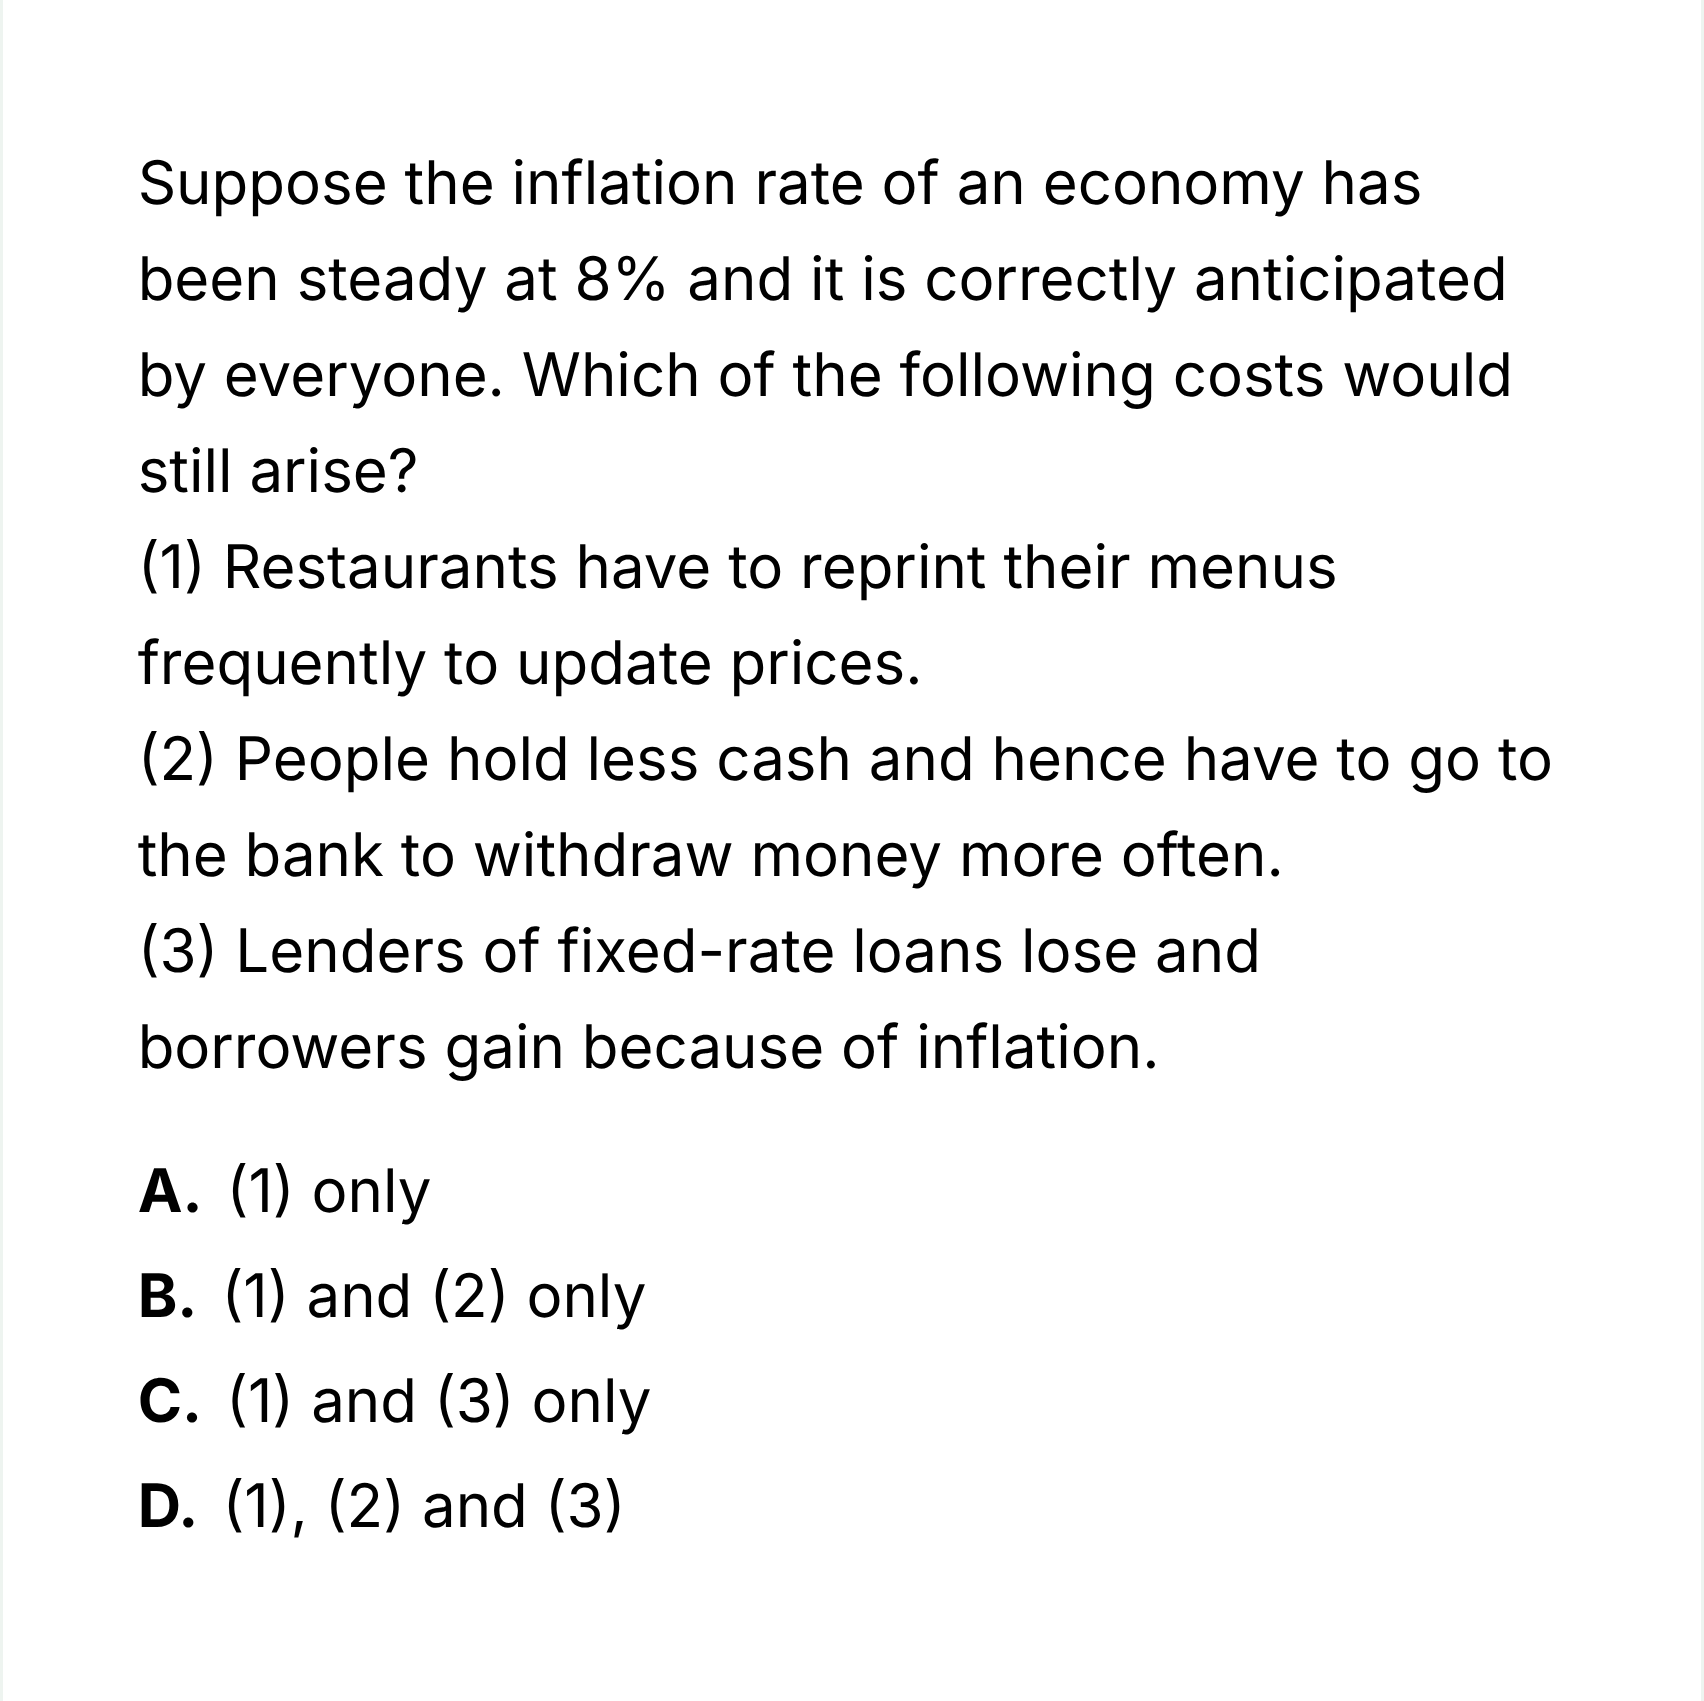 Suppose the inflation rate of an economy has
been steady at 8% and it is correctly anticipated
by everyone. Which of the following costs would
still arise?
(1) Restaurants have to reprint their menus
frequently to update prices.
(2) People hold less cash and hence have to go to
the bank to withdraw money more often.
(3) Lenders of fixed-rate loans lose and
borrowers gain because of inflation.
A. (1) only
B. (1) and (2) only
C. (1) and (3) only
D. (1), (2) and (3)